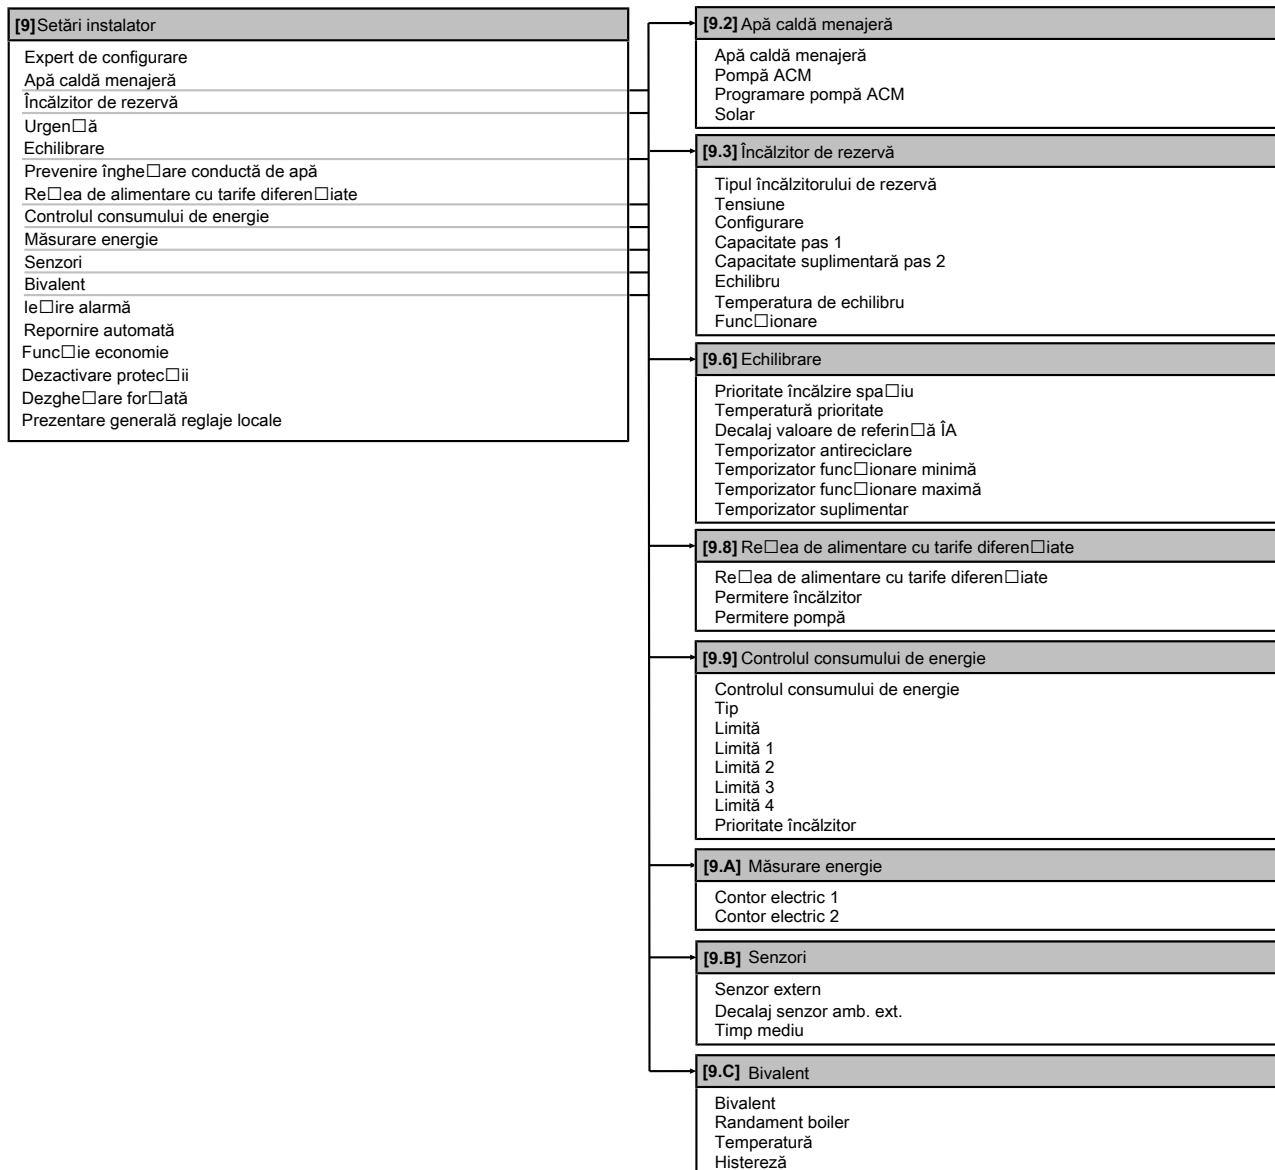 [9] Setări instalator
Expert de configurare
Apă caldă menajeră
Încălzitor de rezervă
Urgen□ă
Echilibrare
Prevenire înghe□are conductă de apă
Re□ea de alimentare cu tarife diferen□iate
Controlul consumului de energie
Măsurare energie
Senzori
Bivalent
Ie□ire alarmă
Repornire automată
Func□ie economie
Dezactivare protec□ii
Dezghe□are for□ată
Prezentare generală reglaje locale
[9.2] Apă caldă menajeră
Apă caldă menajeră
Pompă ACM
Programare pompă ACM
Solar
[9.3] Încălzitor de rezervă
Tipul încălzitorului de rezervă
Tensiune
Configurare
Capacitate pas 1
Capacitate suplimentară pas 2
Echilibru
Temperatura de echilibru
Func□ionare
[9.6] Echilibrare
Prioritate încălzire spa□iu
Temperatură prioritate
Decalaj valoare de referin□ă ÎA
Temporizator antireciclare
Temporizator func□ionare minimă
Temporizator func□ionare maximă
Temporizator suplimentar
[9.8] Re□ea de alimentare cu tarife diferen□iate
Re□ea de alimentare cu tarife diferen□iate
Permitere încălzitor
Permitere pompă
[9.9] Controlul consumului de energie
Controlul consumului de energie
Tip
Limită
Limită 1
Limită 2
Limită 3
Limită 4
Prioritate încălzitor
[9.A] Măsurare energie
Contor electric 1
Contor electric 2
[9.B] Senzori
Senzor extern
Decalaj senzor amb. ext.
Timp mediu
[9.C] Bivalent
Bivalent
Randament boiler
Temperatură
Histereză